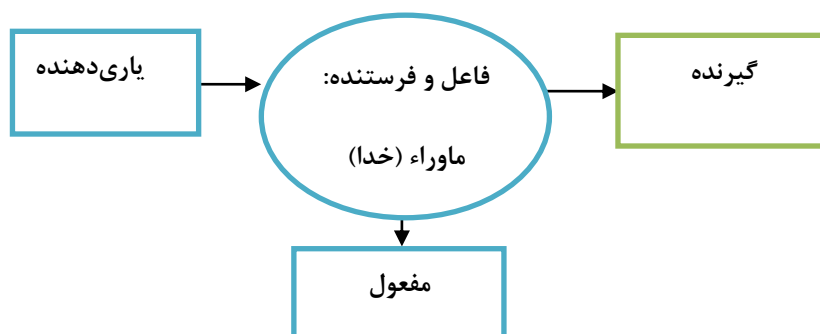 گیرنده
فاعل و فرستنده:
ماوراء (خدا)
یاری‌دهنده
مفعول